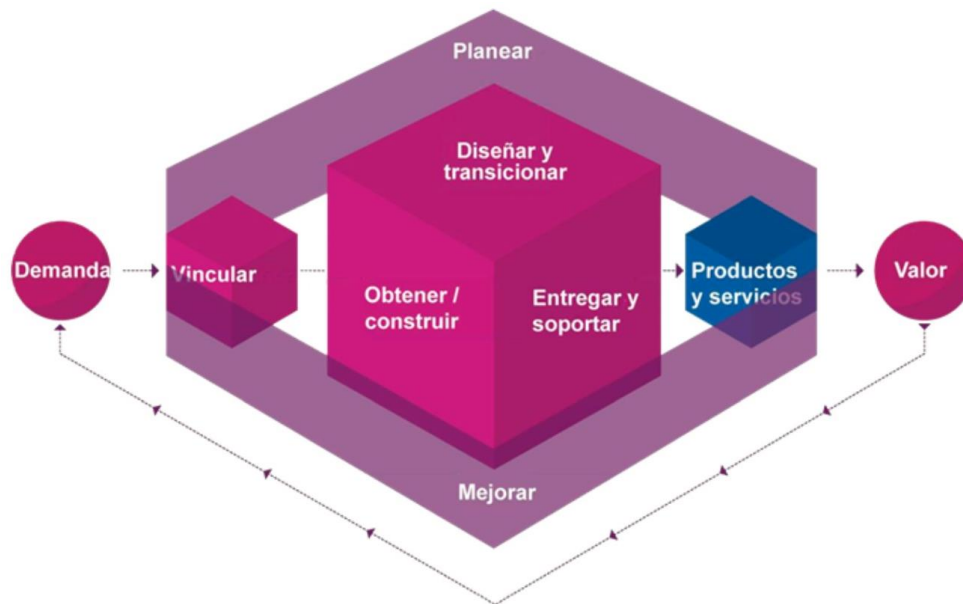 Planear
Diseñar y
transicionar
Demanda
Vincular
Obtener /
construir
Entregar y
soportar
Productos
y servicios
Valor
Mejorar